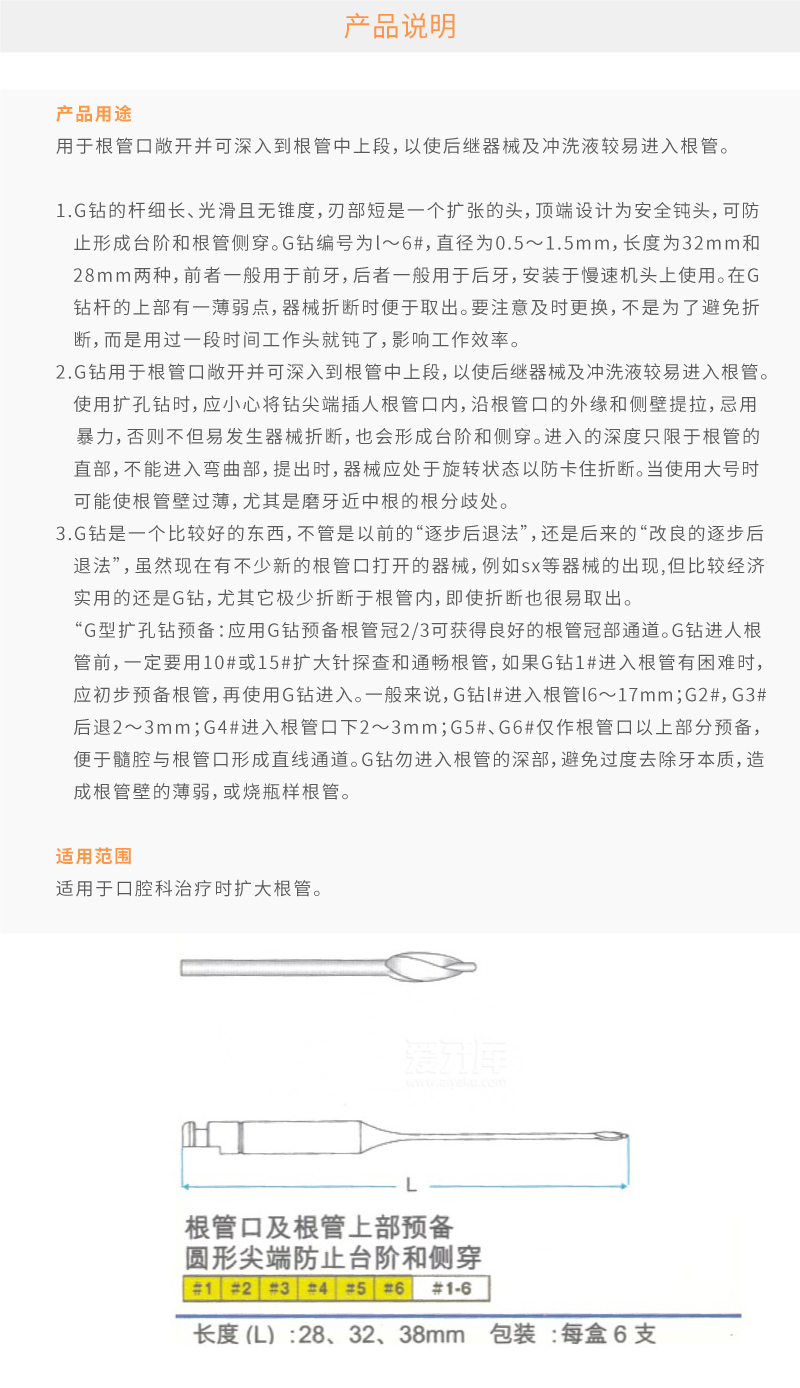 产品说明
产品用途
用于根管口敞开并可深入到根管中上段，以使后继器械及冲洗液较易进入根管。
1.G钻的杆细长、光滑且无锥度，刃部短是一个扩张的头，顶端设计为安全钝头，可防
止形成台阶和根管侧穿。G钻编号为l～6#，直径为0.5～1.5mm，长度为32mm和
28mm两种，前者一般用于前牙，后者一般用于后牙，安装于慢速机头上使用。在G
钻杆的上部有一薄弱点，器械折断时便于取出。要注意及时更换，不是为了避免折
断，而是用过一段时间工作头就钝了，影响工作效率。
2.G钻用于根管口敞开并可深入到根管中上段，以使后继器械及冲洗液较易进入根管。
使用扩孔钻时，应小心将钻尖端插人根管口内，沿根管口的外缘和侧壁提拉，忌用
暴力，否则不但易发生器械折断，也会形成台阶和侧穿。进入的深度只限于根管的
直部，不能进入弯曲部，提出时，器械应处于旋转状态以防卡住折断。当使用大号时
可能使根管壁过薄，尤其是磨牙近中根的根分歧处。
3.G钻是一个比较好的东西，不管是以前的“逐步后退法”，还是后来的“改良的逐步后
退法”，虽然现在有不少新的根管口打开的器械，例如sx等器械的出现,但比较经济
实用的还是G钻，尤其它极少折断于根管内，即使折断也很易取出。
“G型扩孔钻预备：应用G钻预备根管冠2/3可获得良好的根管冠部通道。G钻进人根
管前，一定要用10#或15#扩大针探查和通畅根管，如果G钻1#进入根管有困难时，
应初步预备根管，再使用G钻进入。一般来说，G钻l#进入根管l6～17mm；G2#，G3#
后退2～3mm；G4#进入根管口下2～3mm；G5#、G6#仅作根管口以上部分预备，
便于髓腔与根管口形成直线通道。G钻勿进入根管的深部，避免过度去除牙本质，造
成根管壁的薄弱，或烧瓶样根管。
适用范围
适用于口腔科治疗时扩大根管。
爱牙库
L
根管口及根管上部预备
圆形尖端防止台阶和侧穿
#1 #2 #3 #4 #5 #6 #1-6
长度 (L) :28、32、38mm 包装 :每盒 6 支